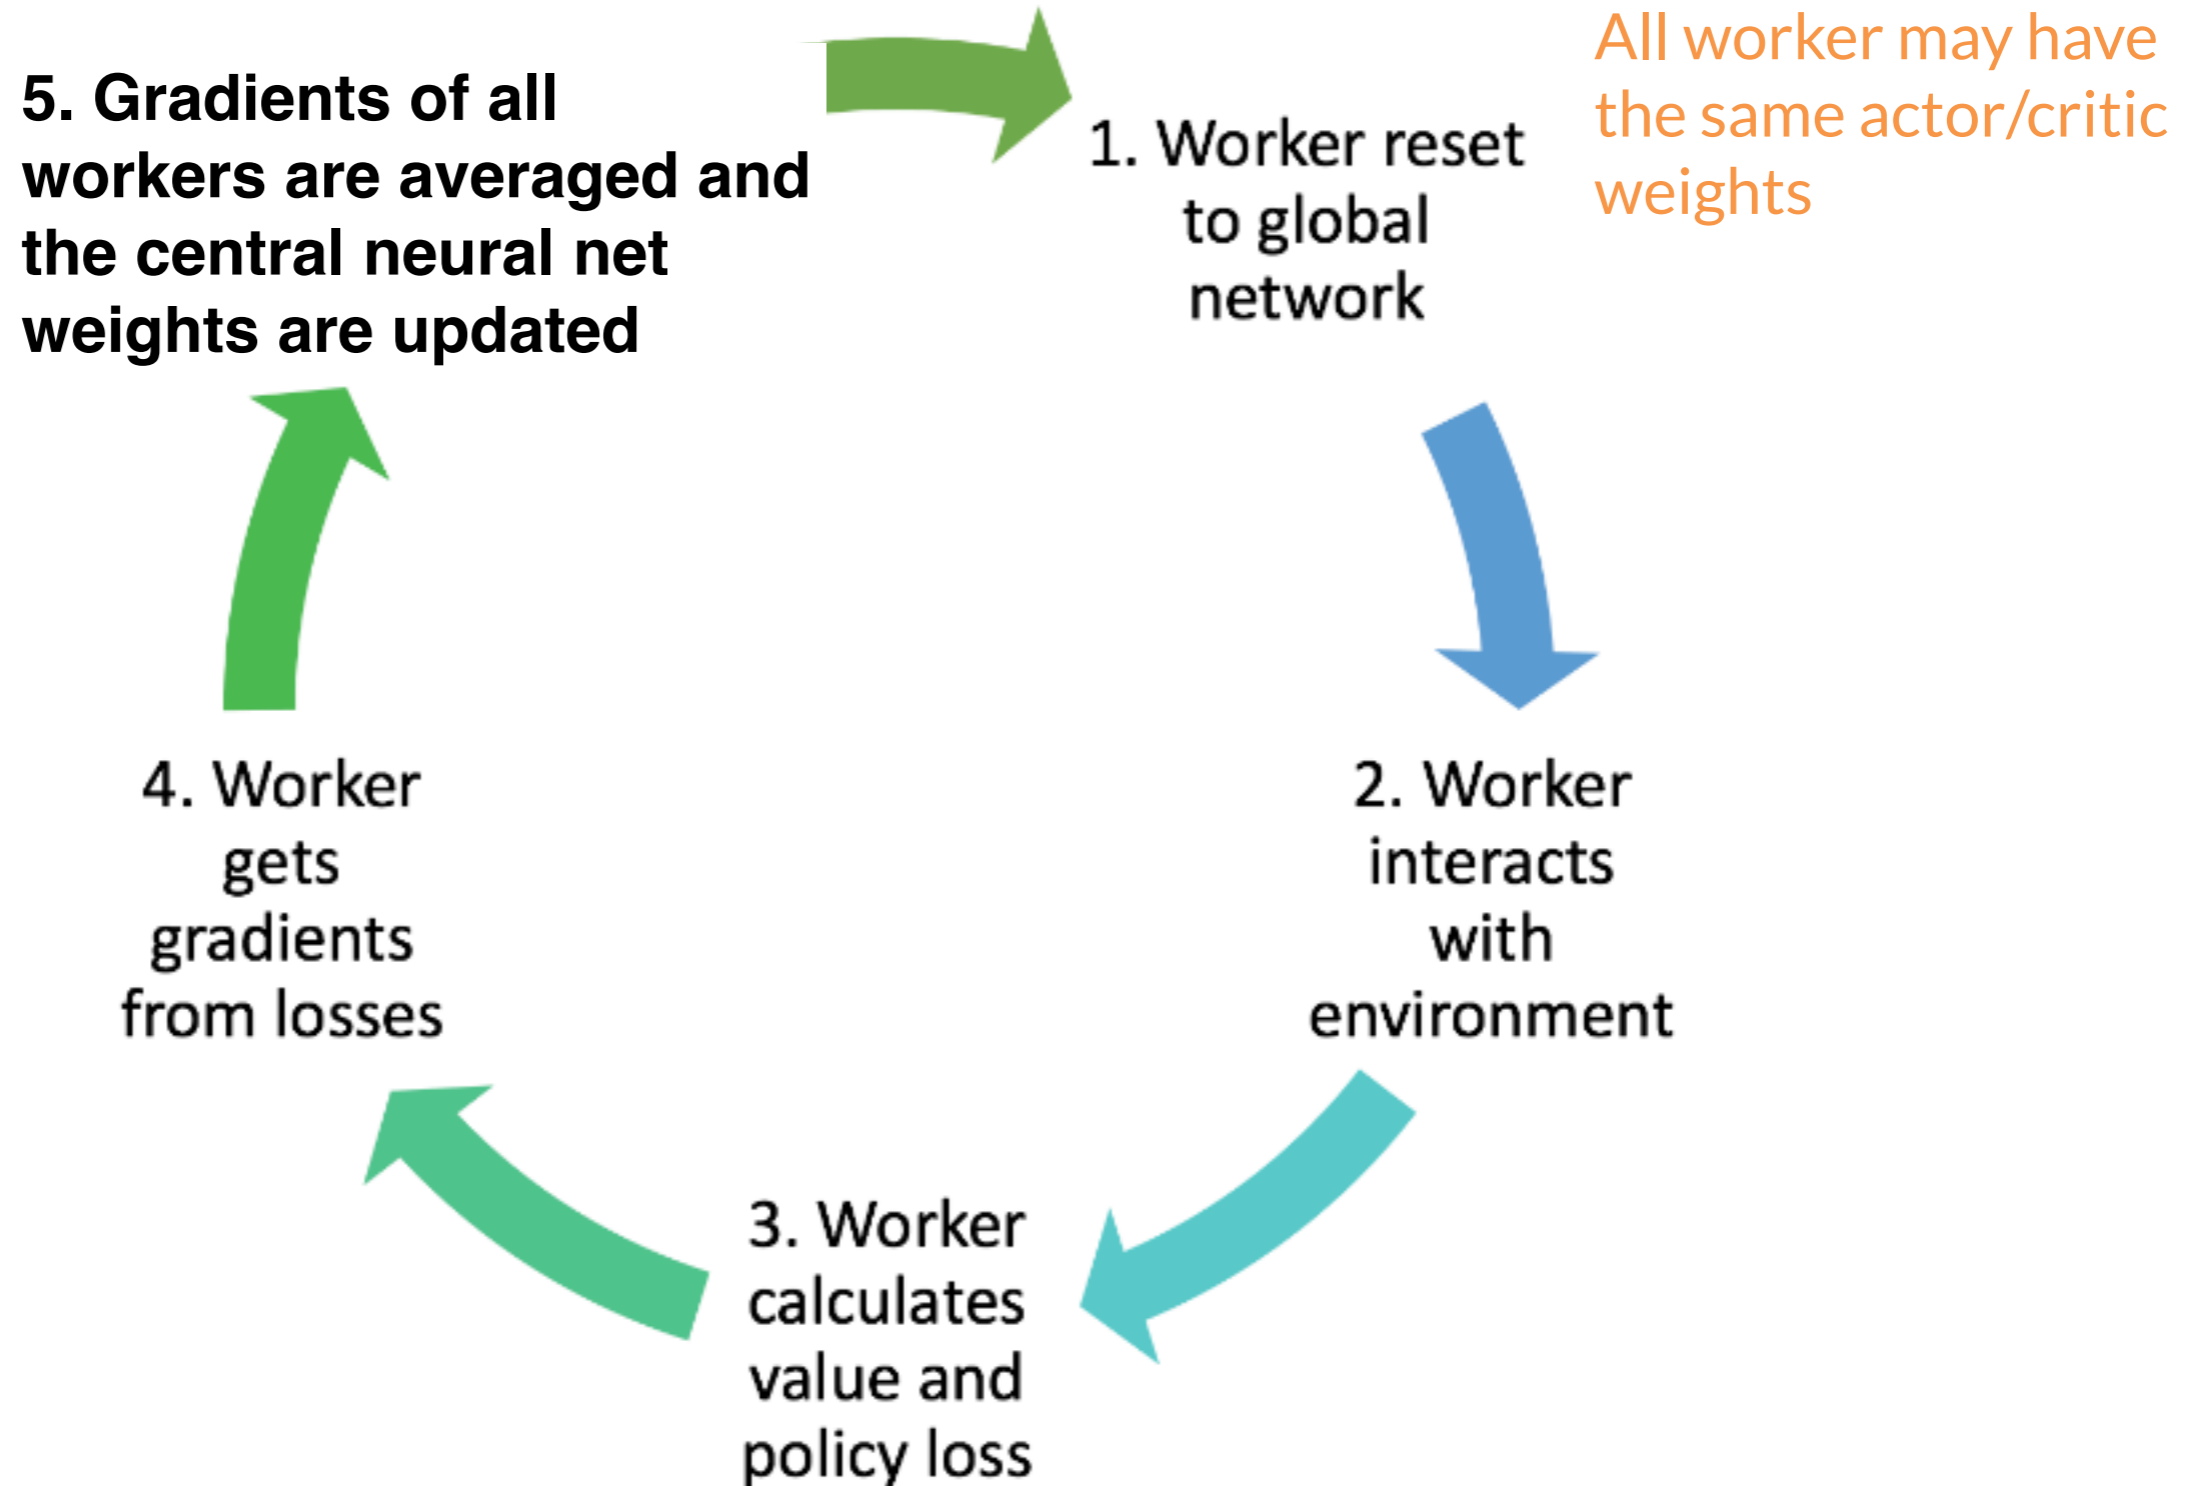 5. Gradients of all
workers are averaged and
the central neural net
weights are updated
1. Worker reset
to global
network
All worker may have
the same actor/critic
weights
2. Worker
interacts
with
environment
3. Worker
calculates
value and
policy loss
4. Worker
gets
gradients
from losses